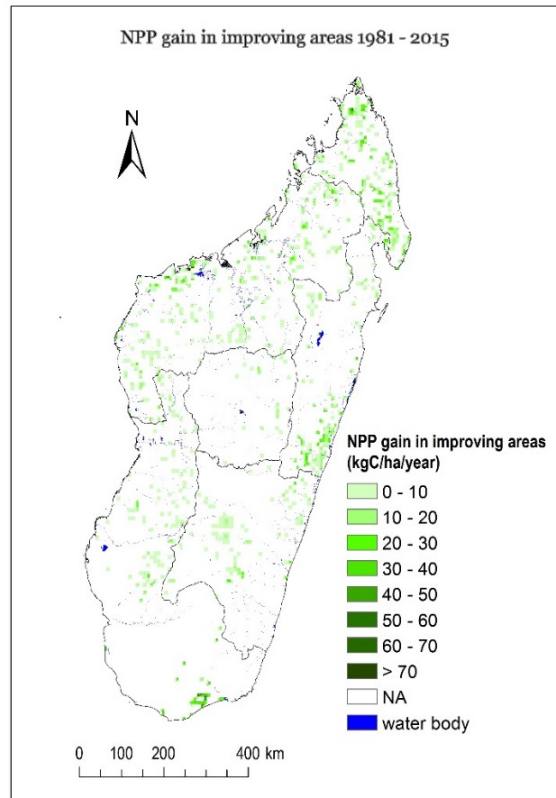 NPP gain in improving areas 1981 - 2015
N
NPP gain in improving areas
(kgC/ha/year)
0 - 10
10 - 20
20 - 30
30 - 40
40 - 50
50 - 60
60 - 70
> 70
NA
water body
0 100 200 400 km